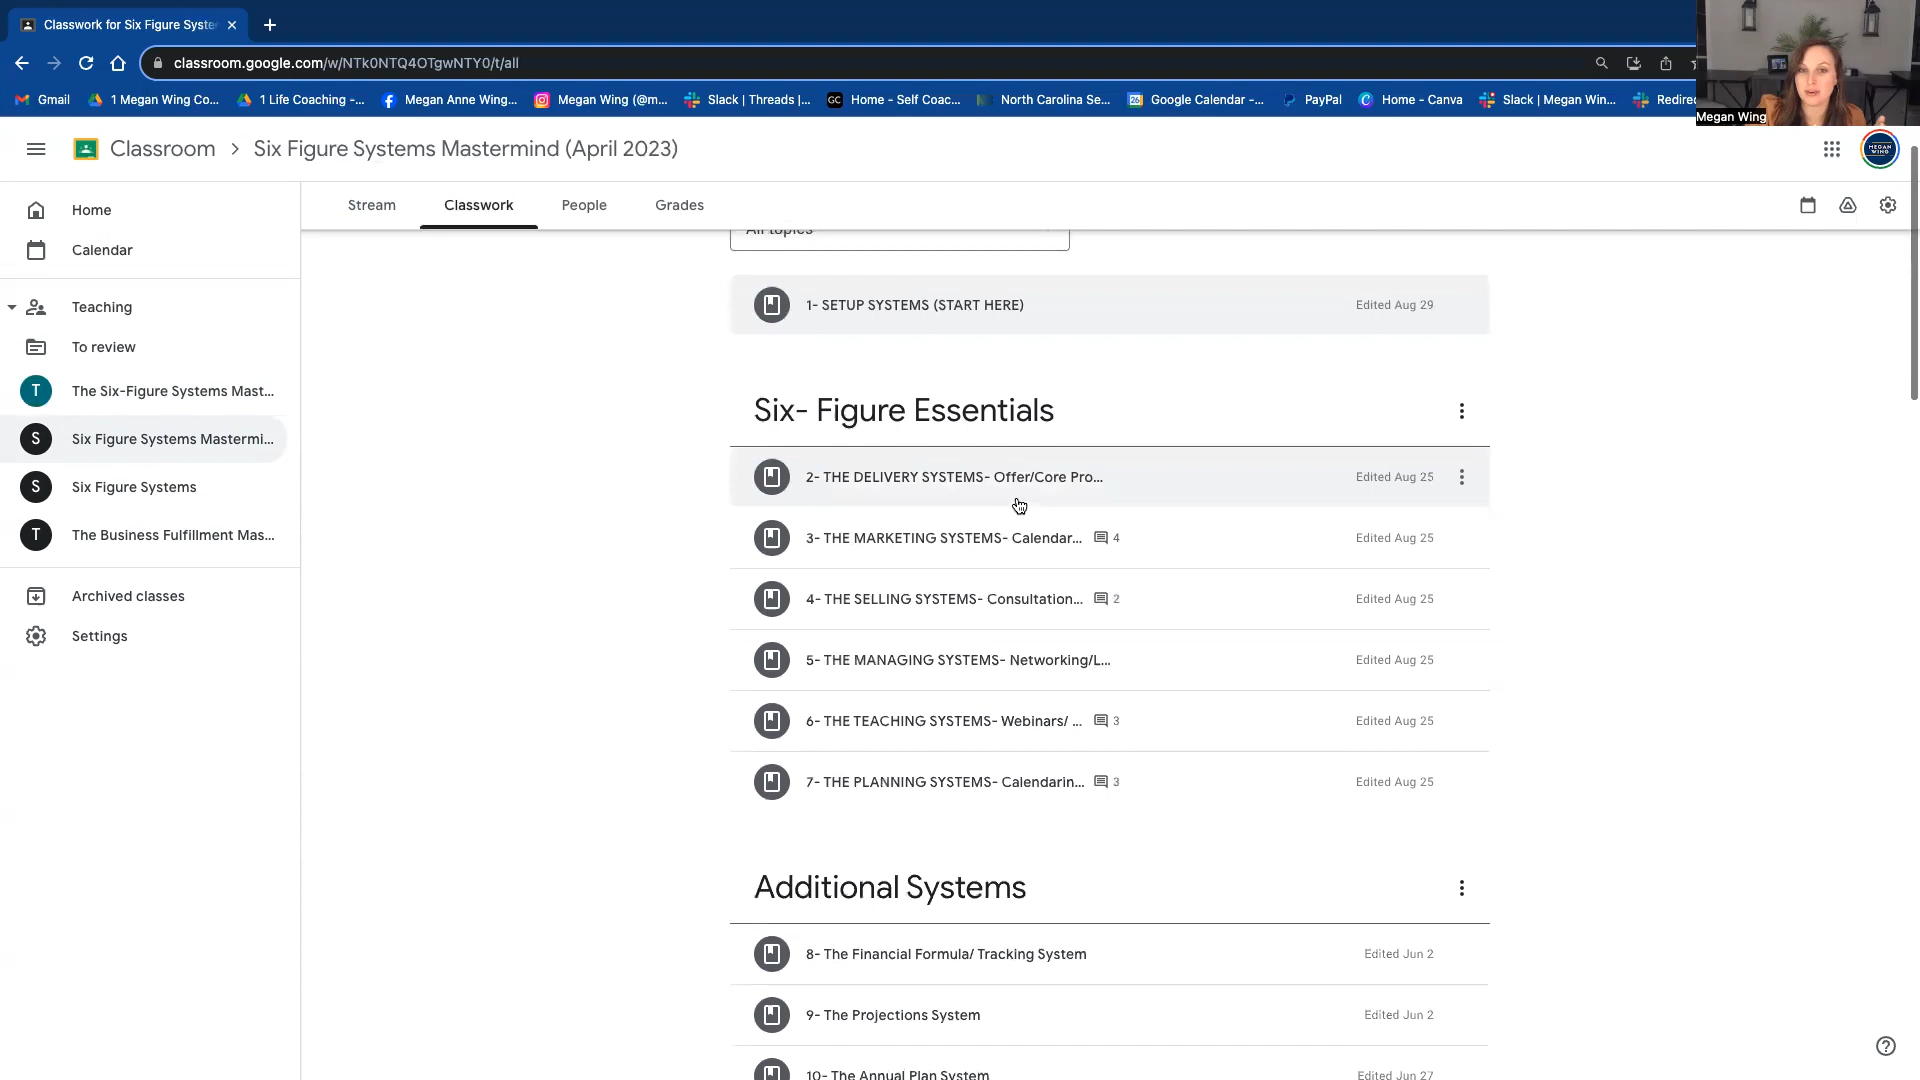 Classwork for Six Figure Syste
classroom.google.com/w/NTk0NTQ4OTgwNTY0/t/all
Gmail
1 Megan Wing Co...
1 Life Coaching -...
Megan Anne Wing...
Megan Wing (@m...
Slack | Threads |...
GC Home - Self Coac...
North Carolina Se...
Google Calendar -...
PayPal
Home - Canva
Slack | Megan Win...
Redirec
Megan Wing
Classroom > Six Figure Systems Mastermind (April 2023)
MEGAN WING
Home
Calendar
Teaching
To review
T The Six-Figure Systems Mast...
S Six Figure Systems Mastermi...
S Six Figure Systems
T The Business Fulfillment Mas...
Archived classes
Settings
Stream
Classwork
People
Grades
All topics
1- SETUP SYSTEMS (START HERE) Edited Aug 29
Six- Figure Essentials
2- THE DELIVERY SYSTEMS- Offer/Core Pro... Edited Aug 25
3- THE MARKETING SYSTEMS- Calendar... 4 Edited Aug 25
4- THE SELLING SYSTEMS- Consultation... 2 Edited Aug 25
5- THE MANAGING SYSTEMS- Networking/L... Edited Aug 25
6- THE TEACHING SYSTEMS- Webinars/ ... 3 Edited Aug 25
7- THE PLANNING SYSTEMS- Calendarin... 3 Edited Aug 25
Additional Systems
8- The Financial Formula/ Tracking System Edited Jun 2
9- The Projections System Edited Jun 2
10- The Annual Plan System Edited Jun 27